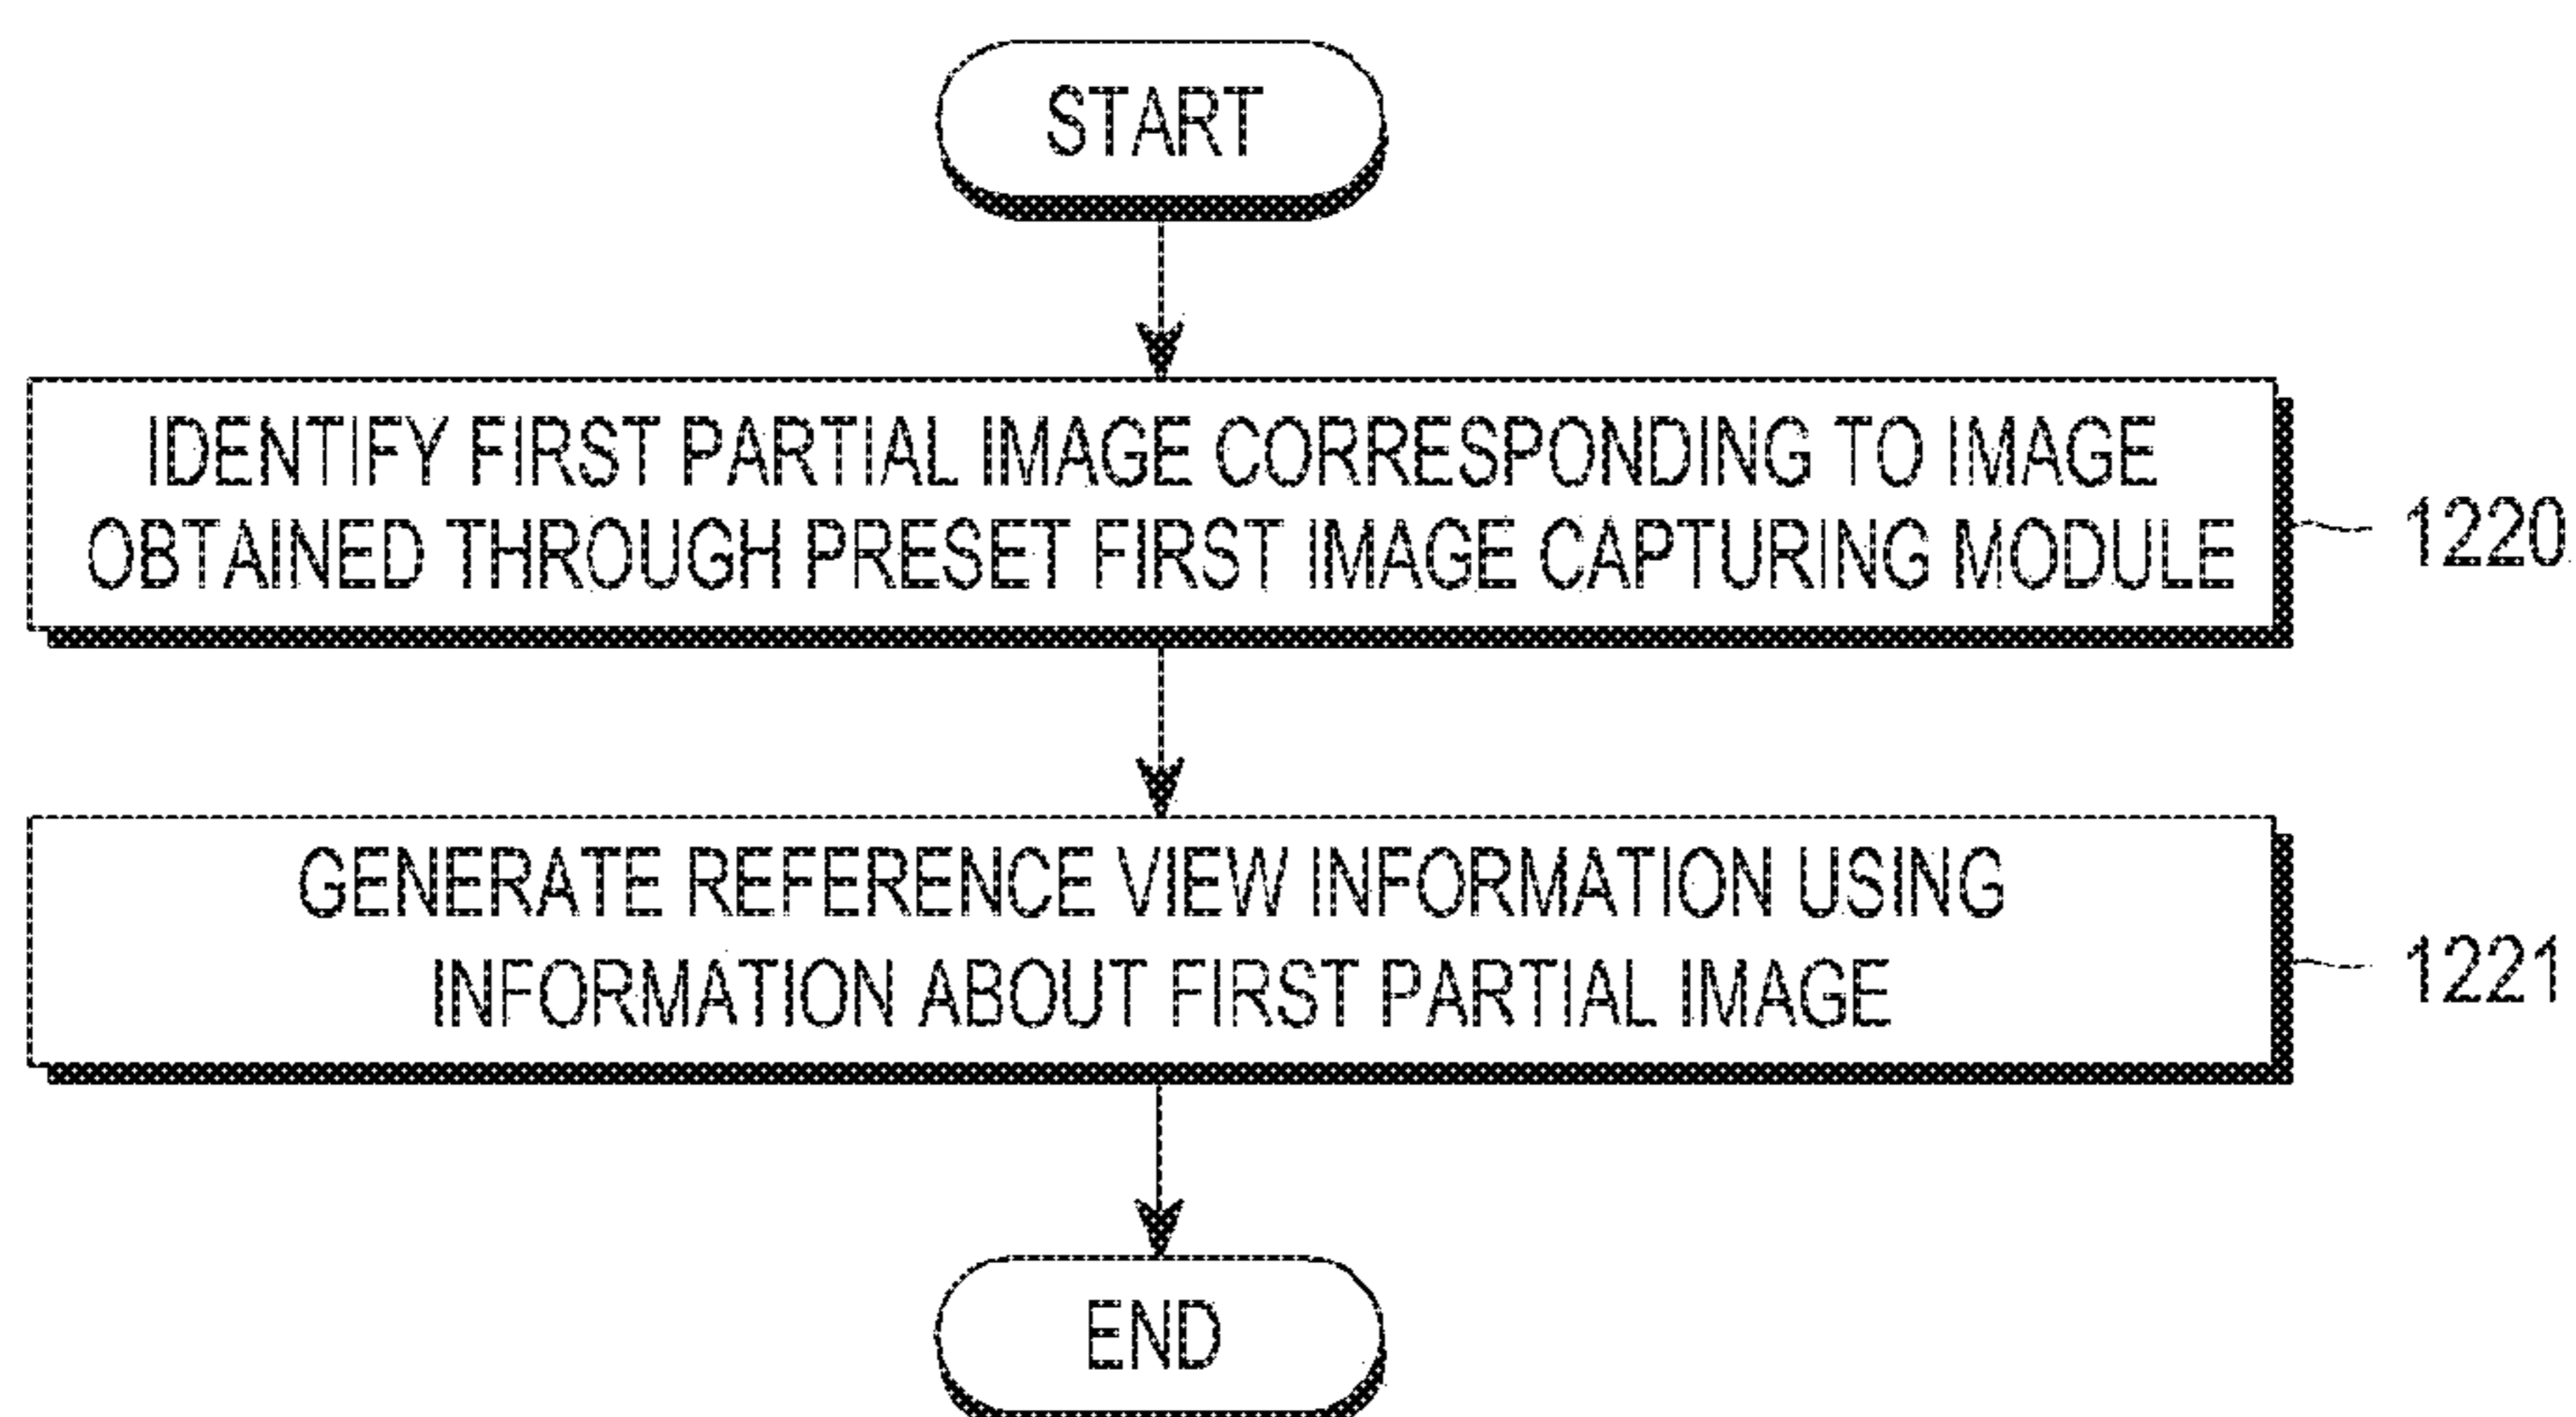 START
IDENTIFY FIRST PARTIAL IMAGE CORRESPONDING TO IMAGE
OBTAINED THROUGH PRESET FIRST IMAGE CAPTURING MODULE
1220
GENERATE REFERENCE VIEW INFORMATION USING
INFORMATION ABOUT FIRST PARTIAL IMAGE
1221
END